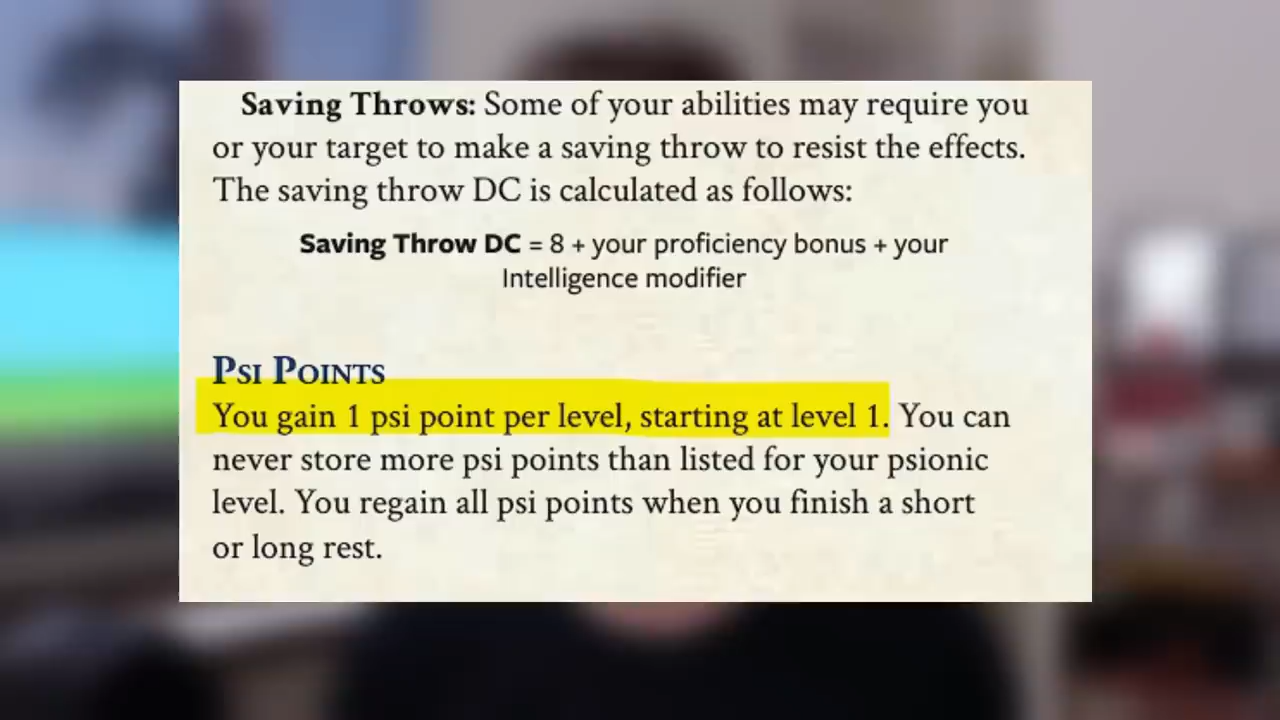 Saving Throws: Some of your abilities may require you
or your target to make a saving throw to resist the effects.
The saving throw DC is calculated as follows:
Saving Throw DC = 8 + your proficiency bonus + your
Intelligence modifier
Psi Points
You gain 1 psi point per level, starting at level 1. You can
never store more psi points than listed for your psionic
level. You regain all psi points when you finish a short
or long rest.